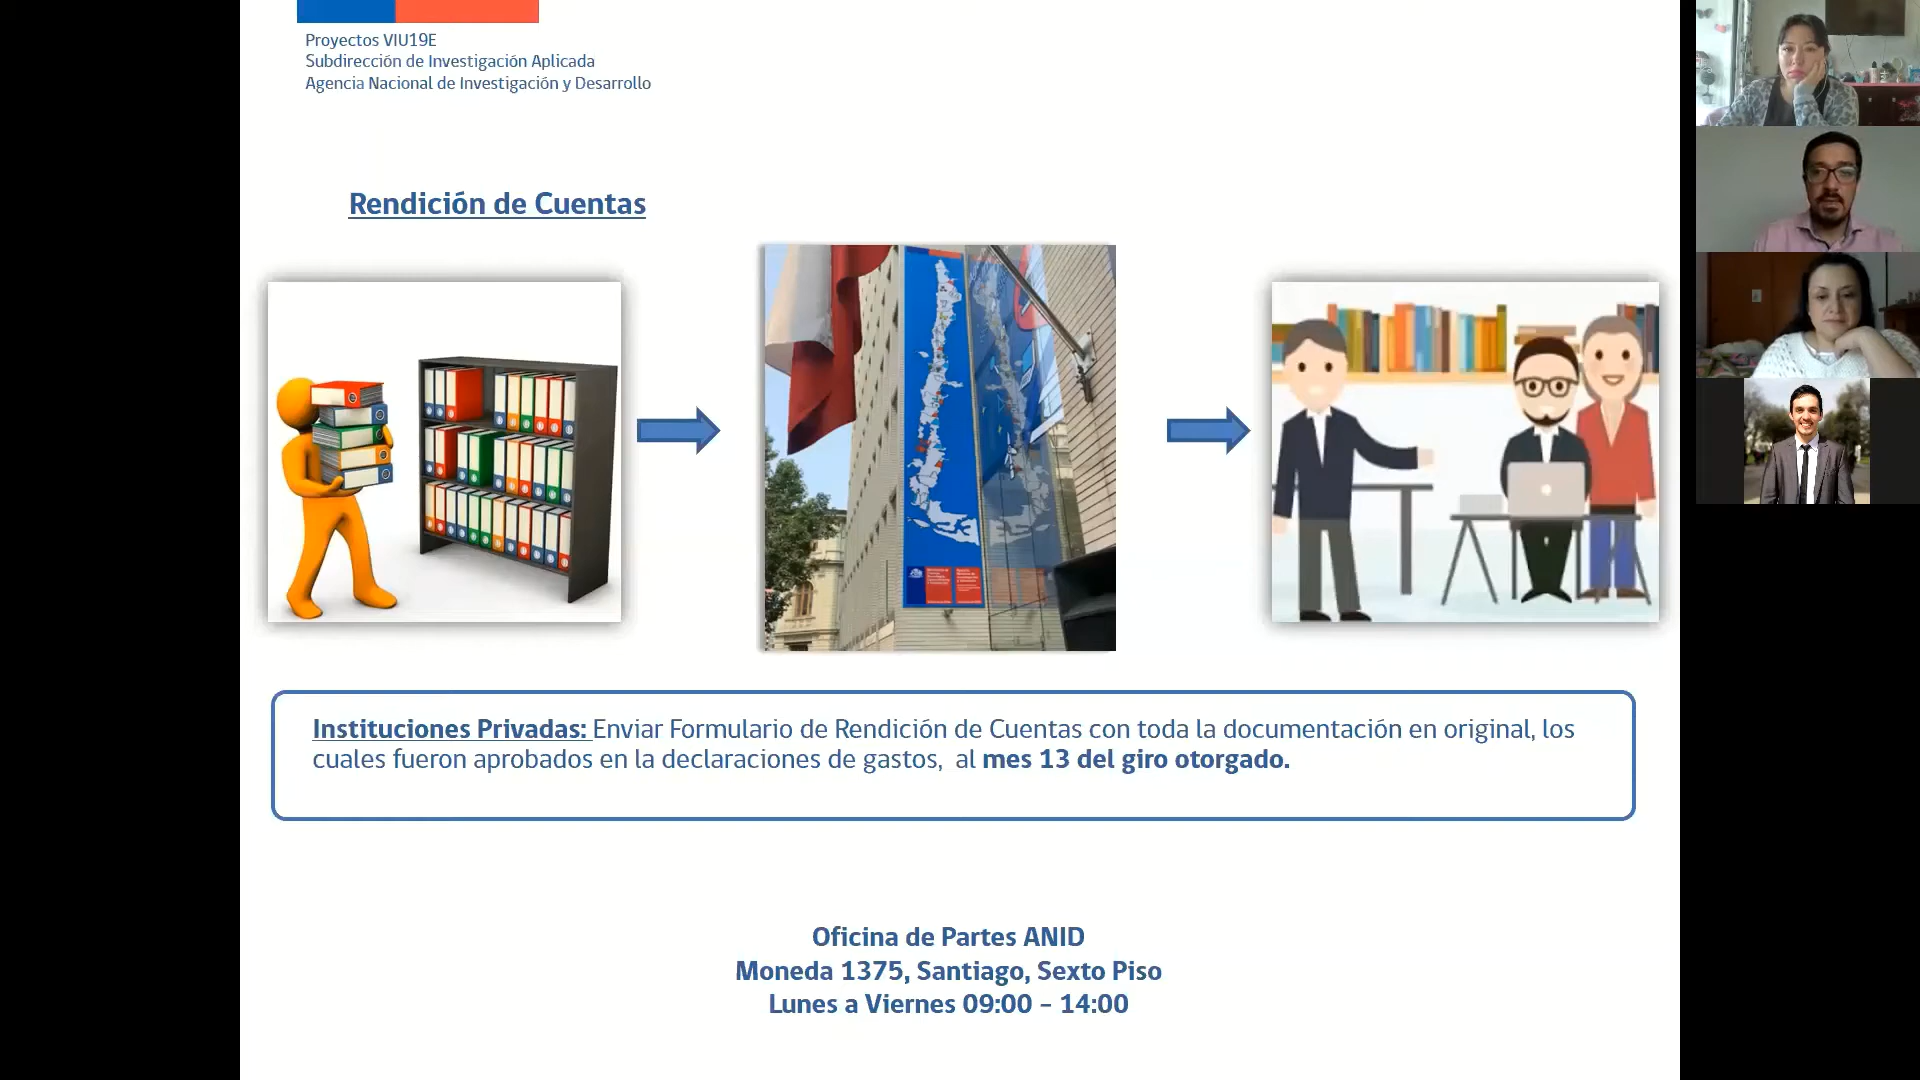 Proyectos VIU19E
Subdirección de Investigación Aplicada
Agencia Nacional de Investigación y Desarrollo
Rendición de Cuentas
Instituciones Privadas: Enviar Formulario de Rendición de Cuentas con toda la documentación en original, los
cuales fueron aprobados en la declaraciones de gastos, al mes 13 del giro otorgado.
Oficina de Partes ANID
Moneda 1375, Santiago, Sexto Piso
Lunes a Viernes 09:00 – 14:00